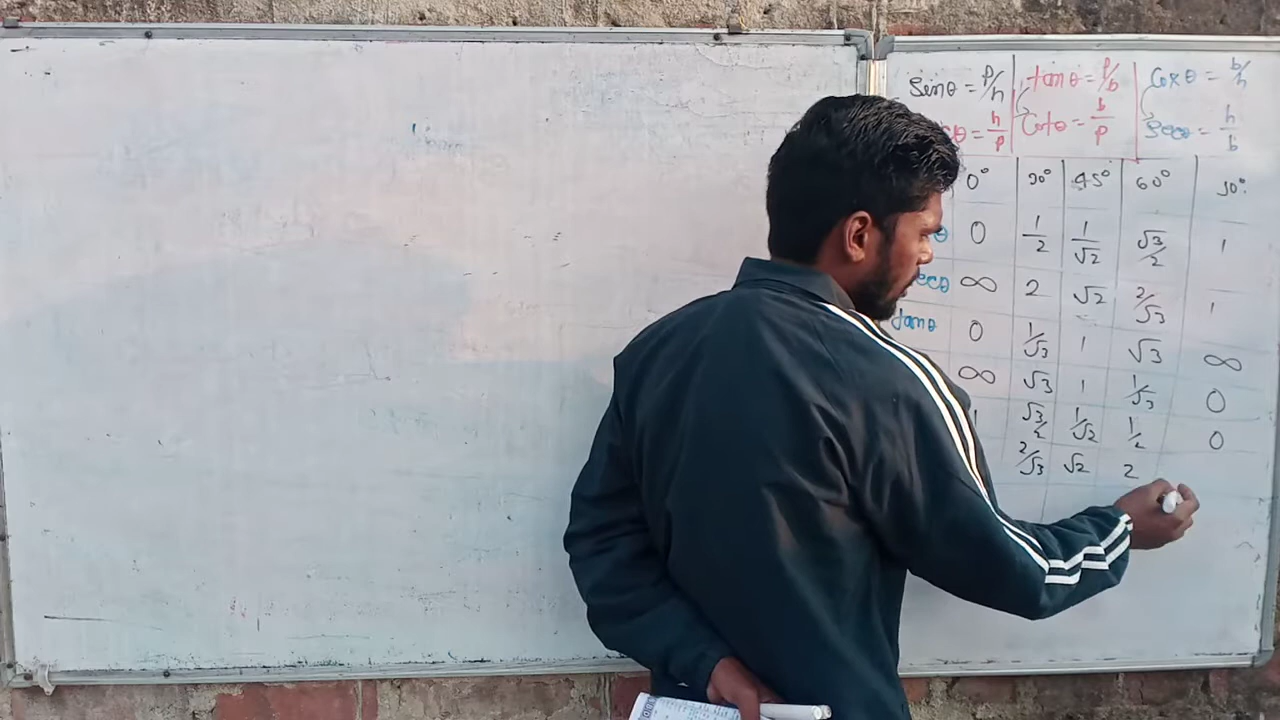 sinθ = P/h | tanθ = P/b | Cosθ = b/h
θ = h/P | Cotθ = b/P | Secθ = h/b
0° 30° 45° 60° 90°
θ 0 1/2 1/√2 √3/2 1
ecθ ∞ 2 √2 2/√3 1
tanθ 0 1/√3 1 √3 ∞
∞ √3 1 1/√3 0
1 √3/2 1/√2 1/2 0
2/√3 √2 2